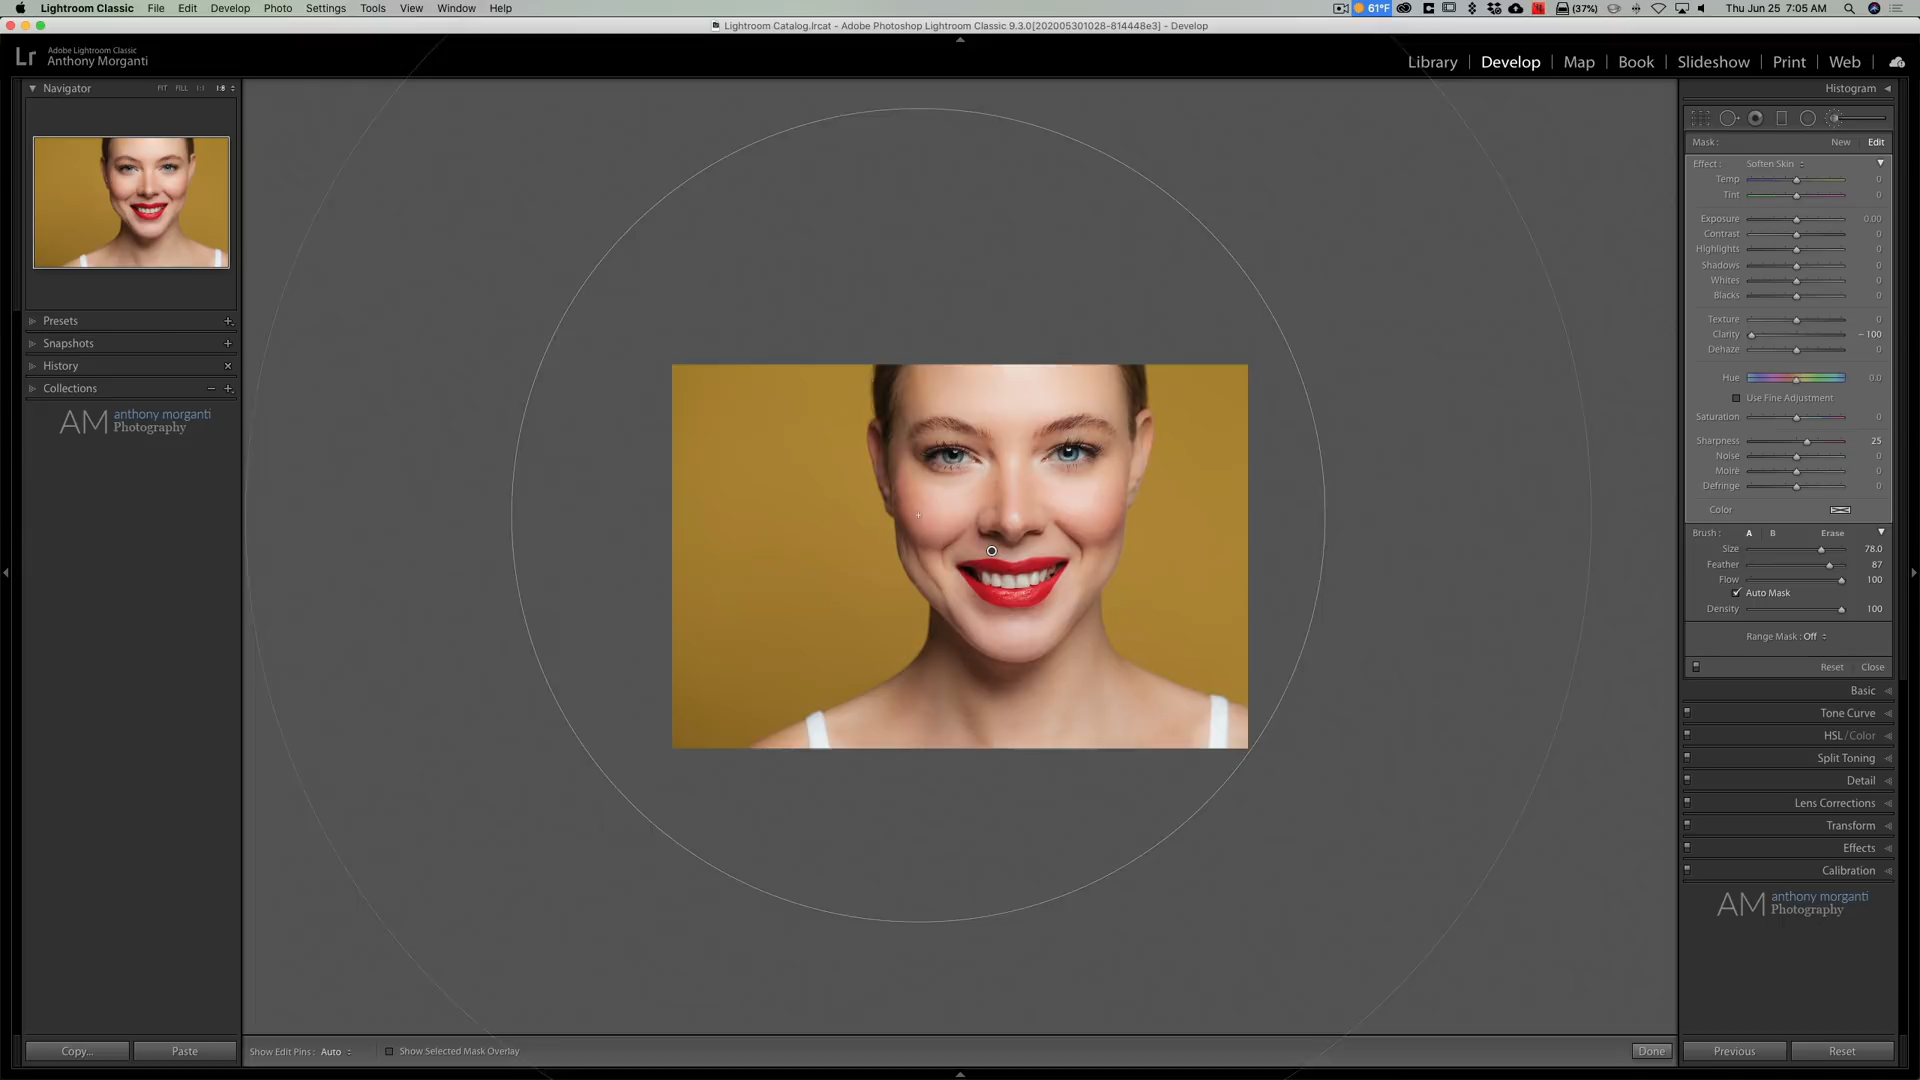 Lightroom Classic File Edit Develop Photo Settings Tools View Window Help
61°F (37%) Thu Jun 25 7:05 AM
Lightroom Catalog.lrcat - Adobe Photoshop Lightroom Classic 9.3.0[202005301028-814448e3] - Develop
Lr Adobe Lightroom Classic
Anthony Morganti
Library Develop Map Book Slideshow Print Web
Navigator FIT FILL 1:1 1:8
Presets
Snapshots
History
Collections
AM anthony morganti
Photography
Histogram
Mask : New Edit
Effect : Soften Skin
Temp 0
Tint 0
Exposure 0.00
Contrast 0
Highlights 0
Shadows 0
Whites 0
Blacks 0
Texture 0
Clarity – 100
Dehaze 0
Hue 0.0
Use Fine Adjustment
Saturation 0
Sharpness 25
Noise 0
Moiré 0
Defringe 0
Color
Brush : A B Erase
Size 78.0
Feather 87
Flow 100
Auto Mask
Density 100
Range Mask : Off
Reset Close
Basic
Tone Curve
HSL / Color
Split Toning
Detail
Lens Corrections
Transform
Effects
Calibration
AM anthony morganti
Photography
Copy... Paste
Show Edit Pins : Auto Show Selected Mask Overlay Done
Previous Reset